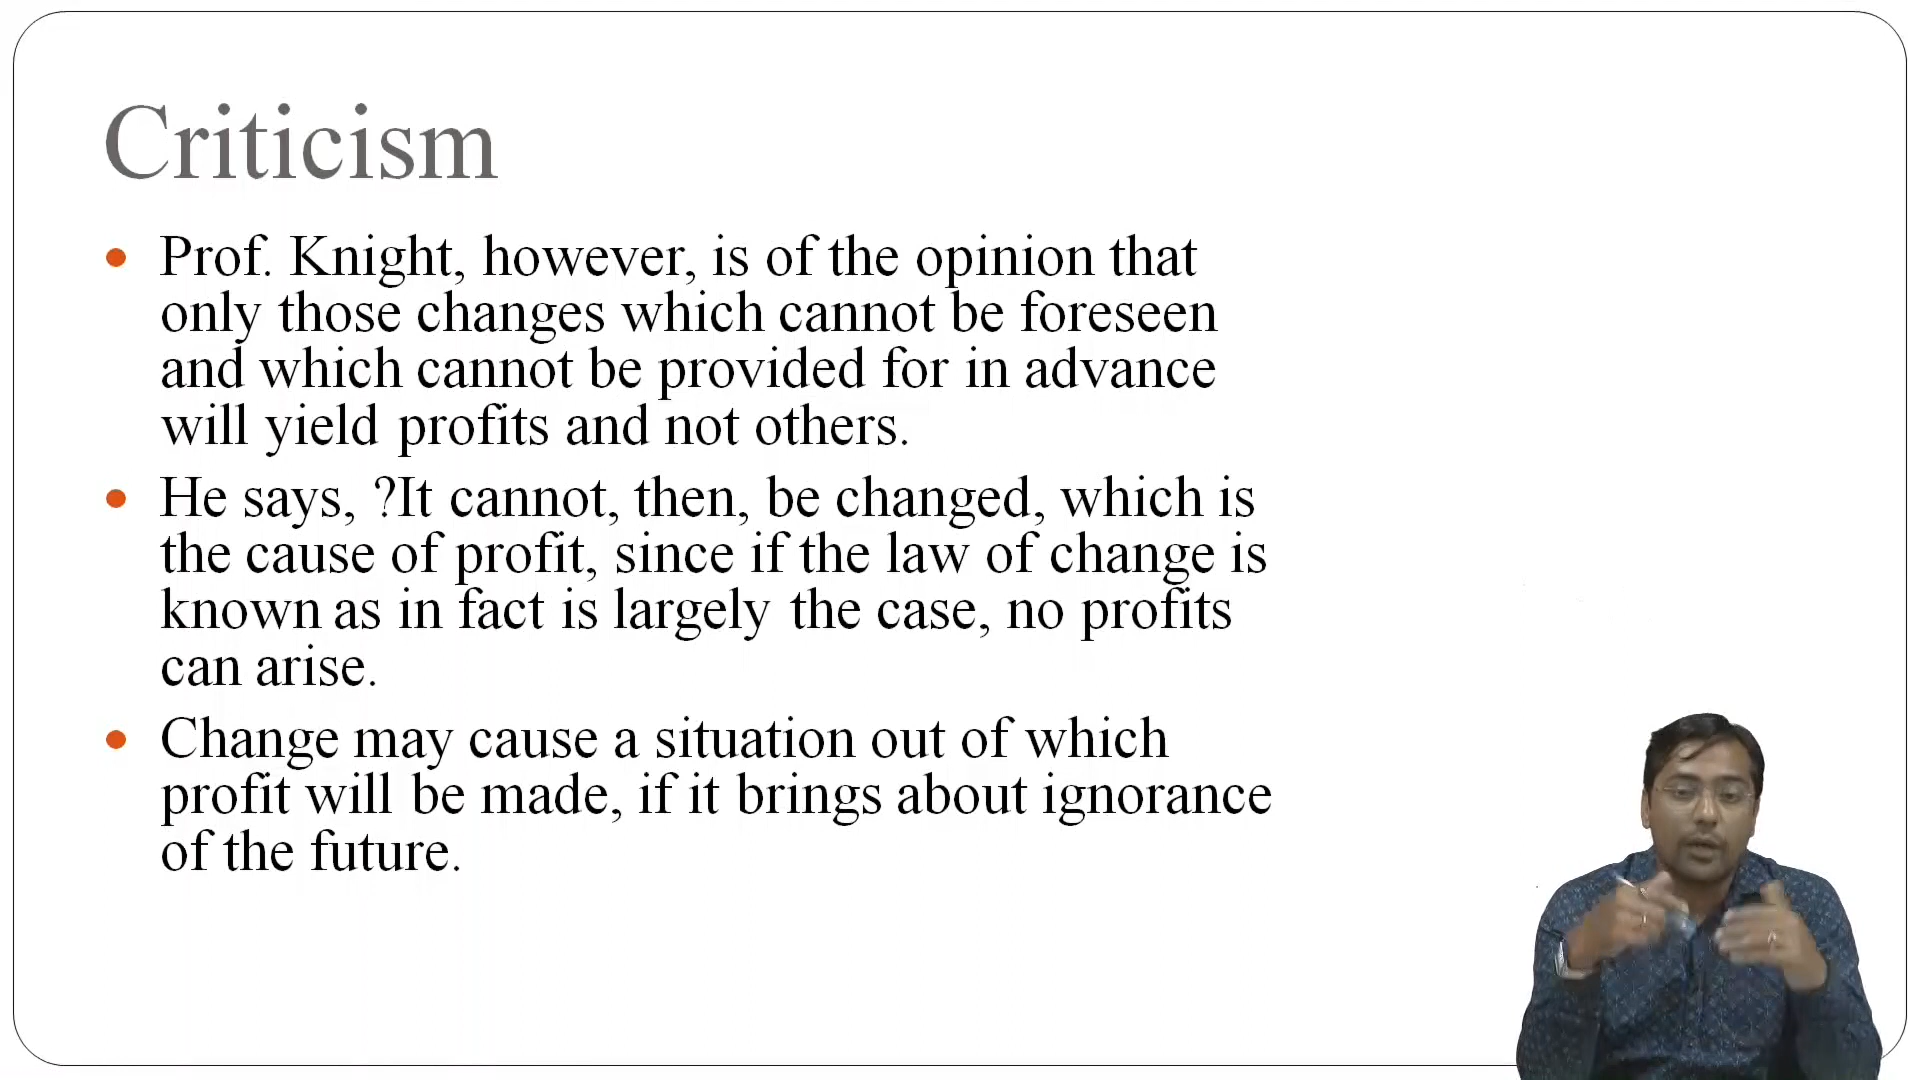 Criticism
Prof. Knight, however, is of the opinion that
only those changes which cannot be foreseen
and which cannot be provided for in advance
will yield profits and not others.
He says, ?It cannot, then, be changed, which is
the cause of profit, since if the law of change is
known as in fact is largely the case, no profits
can arise.
Change may cause a situation out of which
profit will be made, if it brings about ignorance
of the future.